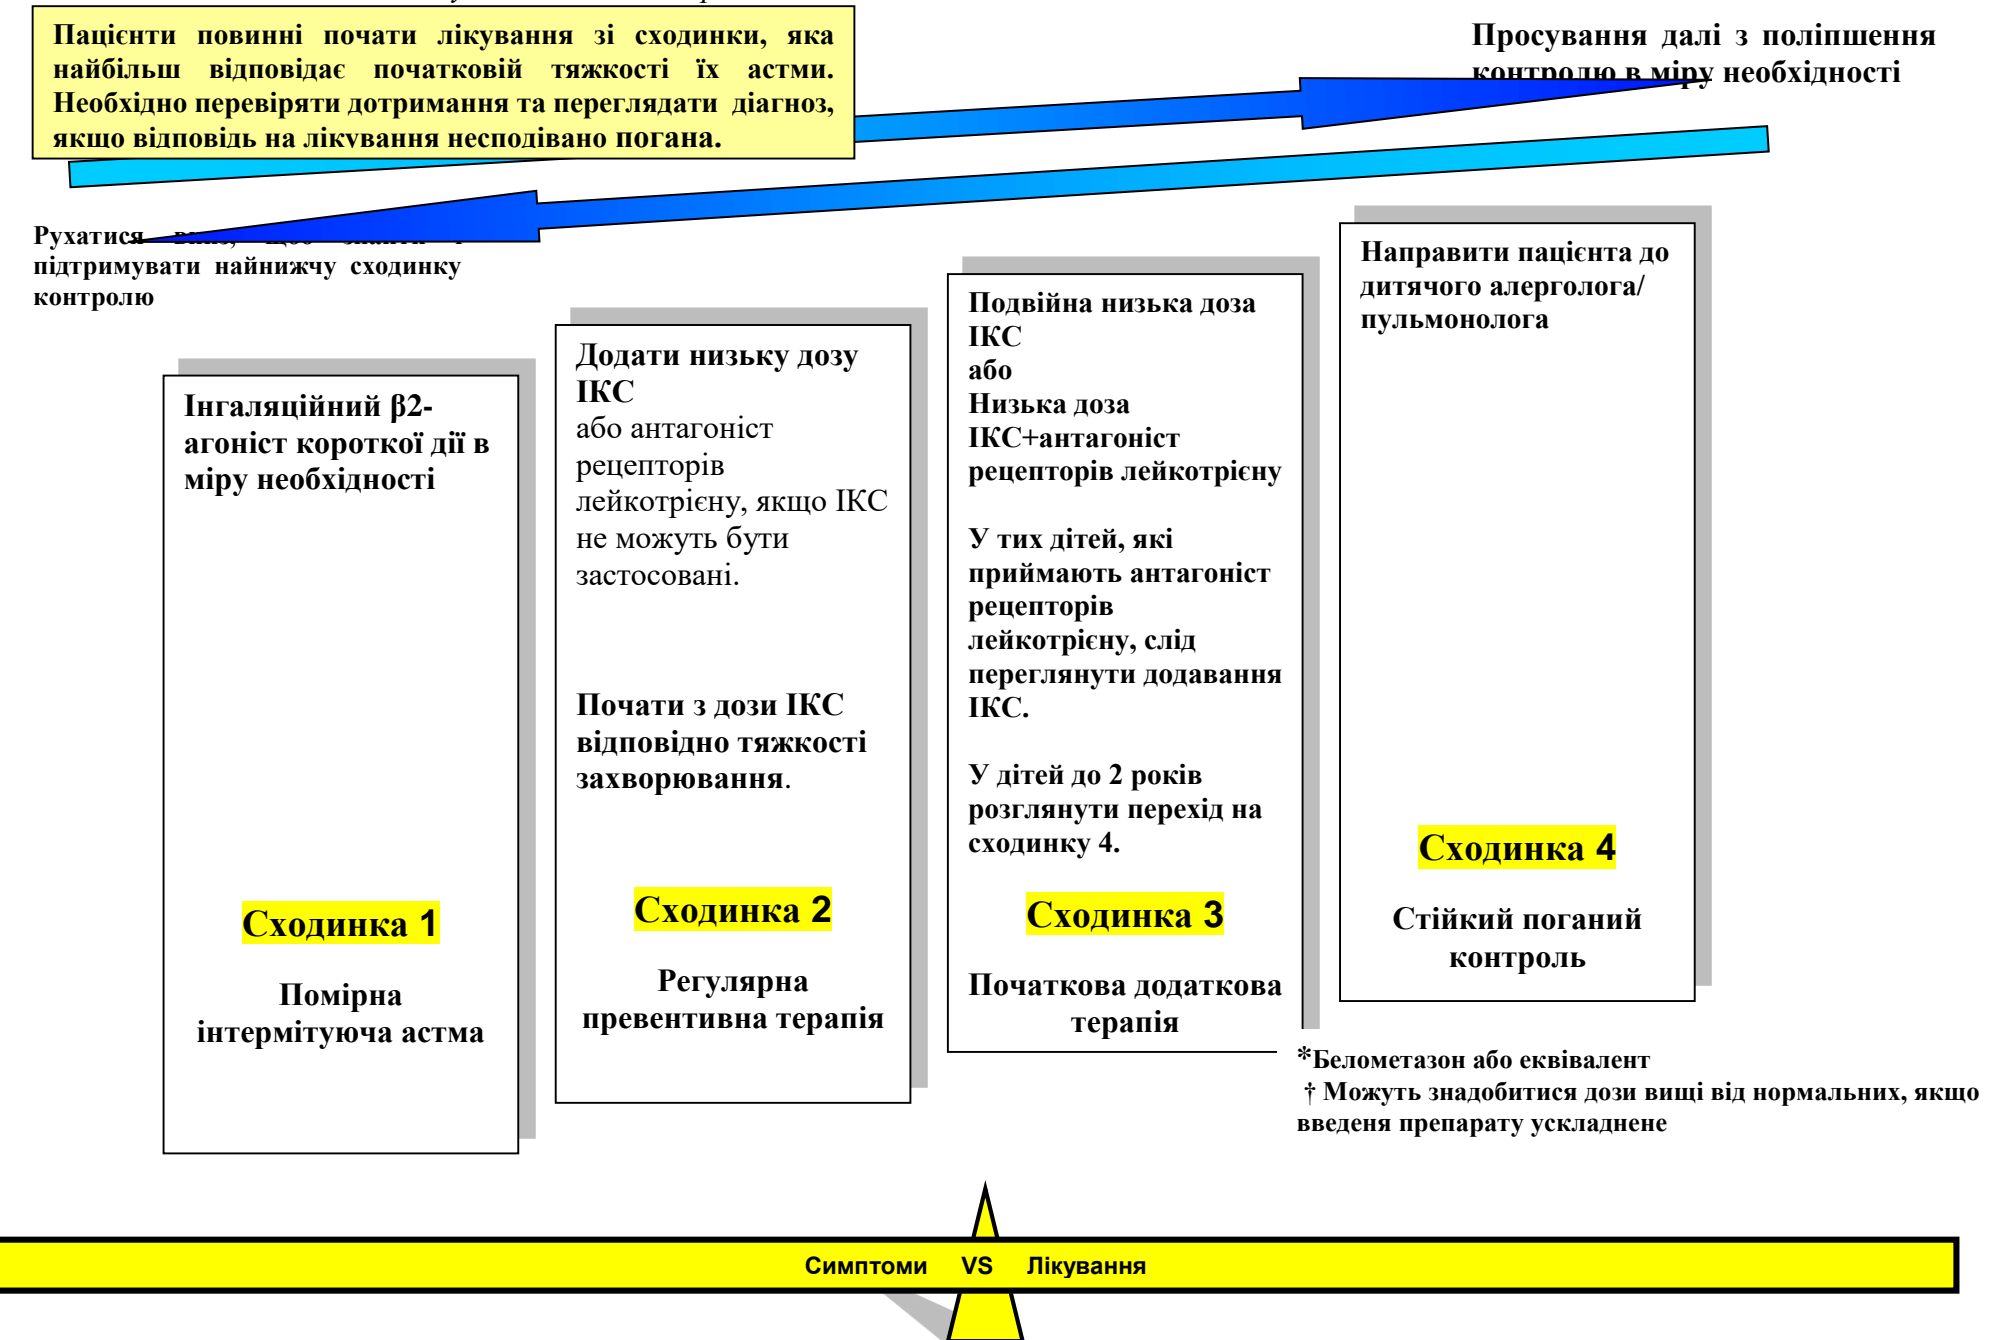 Пацієнти повинні почати лікування зі сходинки, яка
найбільш відповідає початковій тяжкості їх астми.
Необхідно перевіряти дотримання та переглядати діагноз,
якщо відповідь на лікування несподівано погана.
Просування далі з поліпшення
контролю в міру необхідності
Рухатися
підтримувати найнижчу сходинку
контролю
Інгаляційний β2-
агоніст короткої дії в
міру необхідності
Сходинка 1
Помірна
інтермітуюча астма
Додати низьку дозу
ІКС
або антагоніст
рецепторів
лейкотрієну, якщо ІКС
не можуть бути
застосовані.
Почати з дози ІКС
відповідно тяжкості
захворювання.
Сходинка 2
Регулярна
превентивна терапія
Подвійна низька доза
ІКС
або
Низька доза
ІКС+антагоніст
рецепторів лейкотрієну
У тих дітей, які
приймають антагоніст
рецепторів
лейкотрієну, слід
переглянути додавання
ІКС.
У дітей до 2 років
розглянути перехід на
сходинку 4.
Сходинка 3
Початкова додаткова
терапія
Направити пацієнта до
дитячого алерголога/
пульмонолога
Сходинка 4
Стійкий поганий
контроль
*Белометазон або еквівалент
† Можуть знадобитися дози вищі від нормальних, якщо
введеня препарату ускладнене
Симптоми VS Лікування